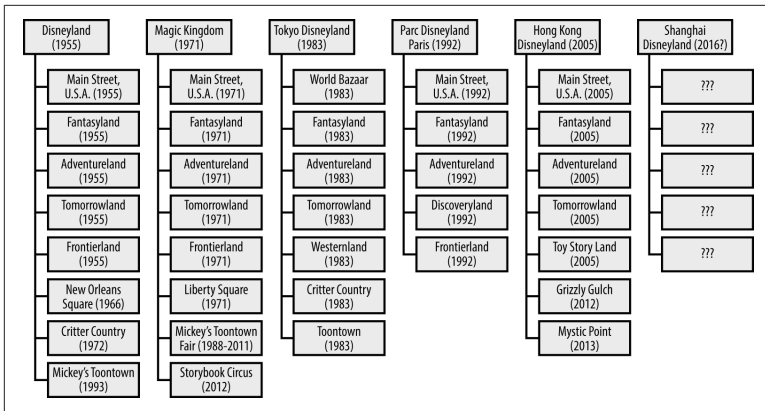 Disneyland
(1955)
Main Street,
U.S.A. (1955)
Fantasyland
(1955)
Adventureland
(1955)
Tomorrowland
(1955)
Frontierland
(1955)
New Orleans
Square (1966)
Critter Country
(1972)
Mickey's Toontown
(1993)
Magic Kingdom
(1971)
Main Street,
U.S.A. (1971)
Fantasyland
(1971)
Adventureland
(1971)
Tomorrowland
(1971)
Frontierland
(1971)
Liberty Square
(1971)
Mickey's Toontown
Fair (1988-2011)
Storybook Circus
(2012)
Tokyo Disneyland
(1983)
World Bazaar
(1983)
Fantasyland
(1983)
Adventureland
(1983)
Tomorrowland
(1983)
Westernland
(1983)
Critter Country
(1983)
Toontown
(1983)
Parc Disneyland
Paris (1992)
Main Street,
U.S.A. (1992)
Fantasyland
(1992)
Adventureland
(1992)
Discoveryland
(1992)
Frontierland
(1992)
Hong Kong
Disneyland (2005)
Main Street,
U.S.A. (2005)
Fantasyland
(2005)
Adventureland
(2005)
Tomorrowland
(2005)
Toy Story Land
(2005)
Grizzly Gulch
(2012)
Mystic Point
(2013)
Shanghai
Disneyland (2016?)
???
???
???
???
???